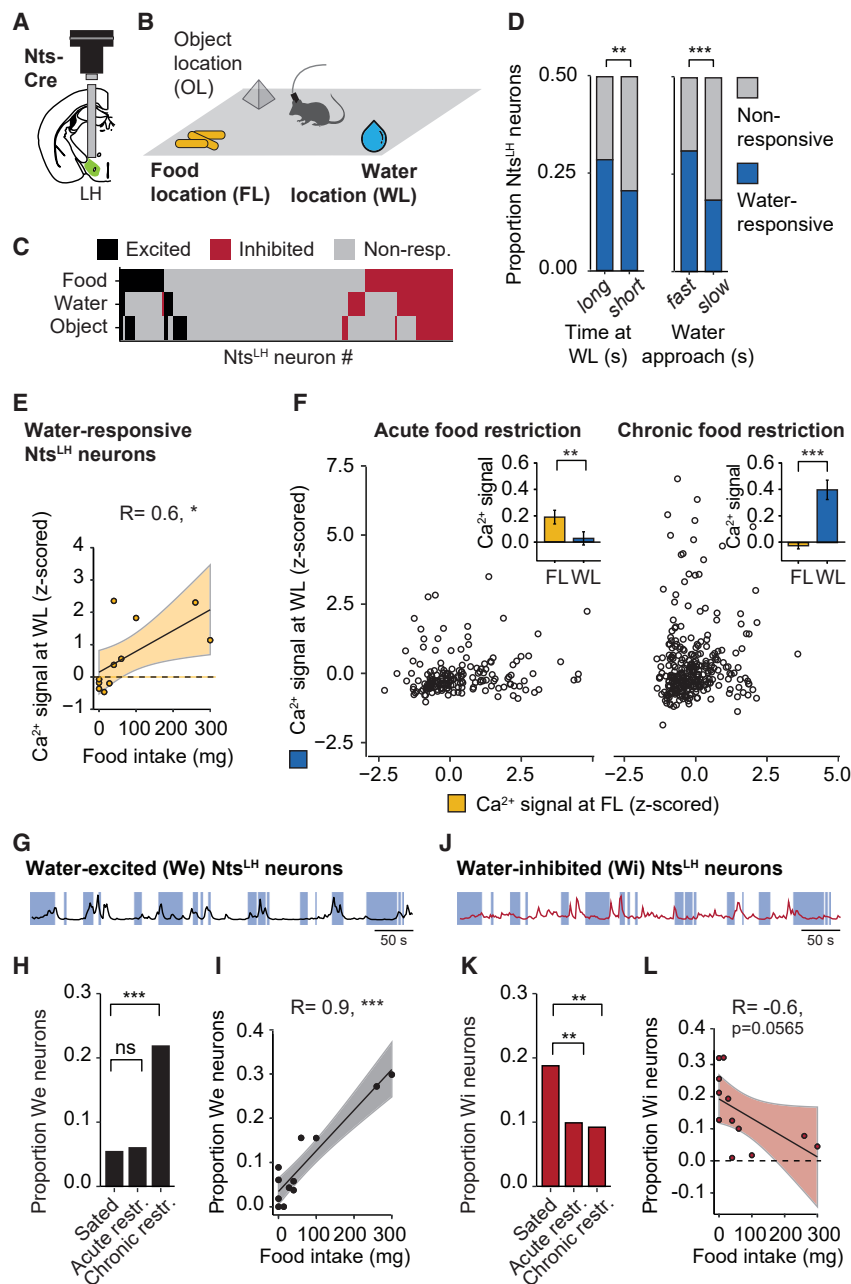 A
Nts-
Cre
LH
B
Object
location
(OL)
Food
location (FL)
Water
location (WL)
C
Excited
Inhibited
Non-resp.
Food
Water
Object
Nts^LH neuron #
D
Proportion Nts^LH neurons
0.50
0.25
0.00
**
***
long
short
fast
slow
Time at
WL (s)
Water
approach (s)
Non-
responsive
Water-
responsive
E
Water-responsive
Nts^LH neurons
R= 0.6, *
Ca²⁺ signal at WL (z-scored)
4
3
2
1
0
−1
0
100
200
300
Food intake (mg)
F
Acute food restriction
Chronic food restriction
Ca²⁺ signal at WL (z-scored)
7.5
5.0
2.5
0.0
−2.5
Ca²⁺ signal
0.6
0.4
0.2
0.0
**
FL WL
Ca²⁺ signal
0.6
0.4
0.2
0.0
***
FL WL
−2.5
0.0
2.5
−2.5
0.0
2.5
5.0
Ca²⁺ signal at FL (z-scored)
G
Water-excited (We) Nts^LH neurons
50 s
J
Water-inhibited (Wi) Nts^LH neurons
50 s
H
Proportion We neurons
0.3
0.2
0.1
0.0
***
ns
Sated
Acute restr.
Chronic restr.
I
R= 0.9, ***
Proportion We neurons
0.4
0.3
0.2
0.1
0.0
0
100
200
300
Food intake (mg)
K
Proportion Wi neurons
0.3
0.2
0.1
0.0
**
**
Sated
Acute restr.
Chronic restr.
L
R= -0.6,
p=0.0565
Proportion Wi neurons
0.4
0.3
0.2
0.1
0.0
-0.1
0
100
200
300
Food intake (mg)